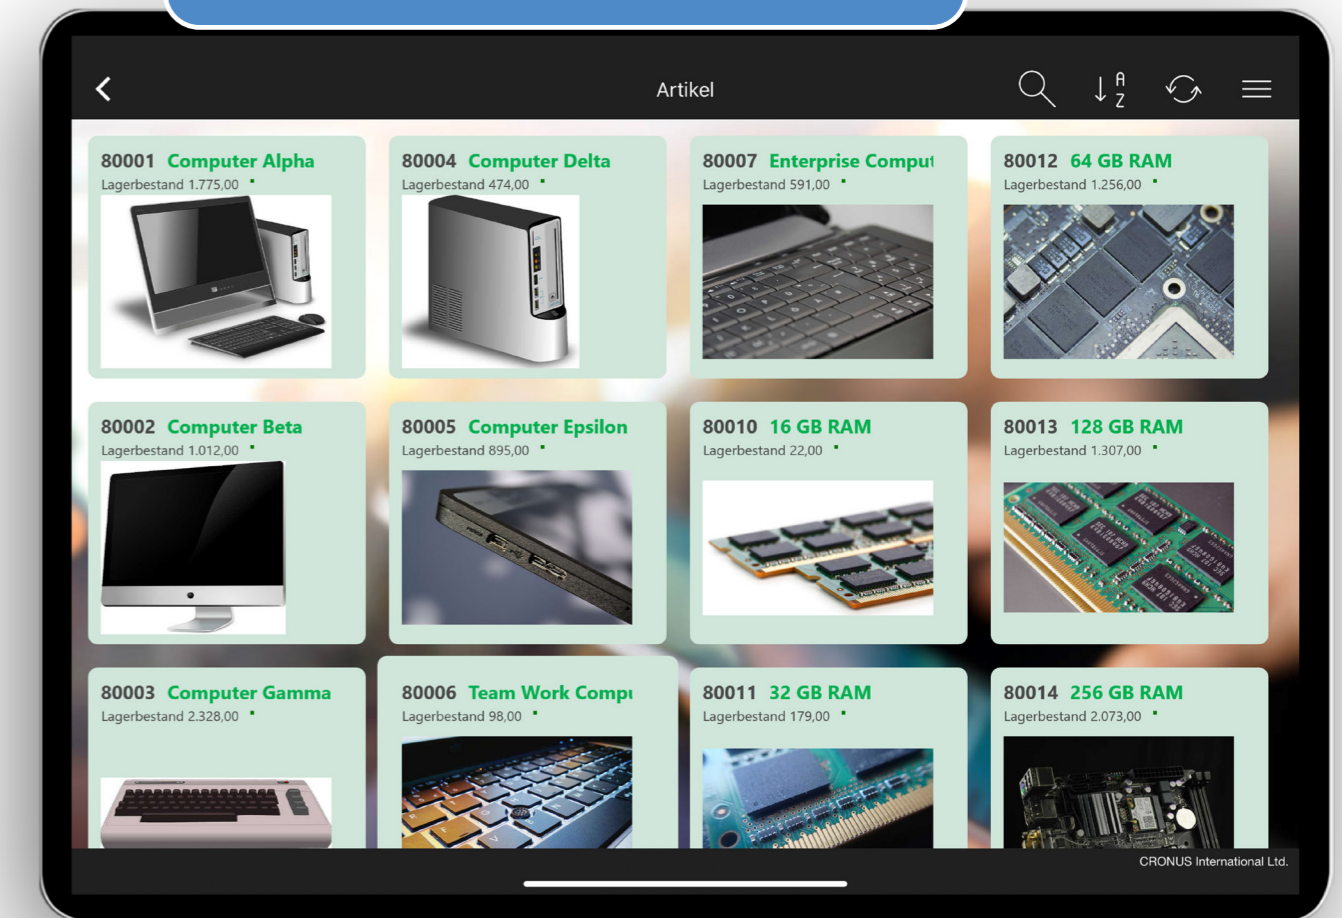 Artikel
A
Z
80001 Computer Alpha
Lagerbestand 1.775,00
80004 Computer Delta
Lagerbestand 474,00
80007 Enterprise Comput
Lagerbestand 591,00
80012 64 GB RAM
Lagerbestand 1.256,00
80002 Computer Beta
Lagerbestand 1.012,00
80005 Computer Epsilon
Lagerbestand 895,00
80010 16 GB RAM
Lagerbestand 22,00
80013 128 GB RAM
Lagerbestand 1.307,00
80003 Computer Gamma
Lagerbestand 2.328,00
80006 Team Work Compu
Lagerbestand 98,00
80011 32 GB RAM
Lagerbestand 179,00
80014 256 GB RAM
Lagerbestand 2.073,00
CRONUS International Ltd.